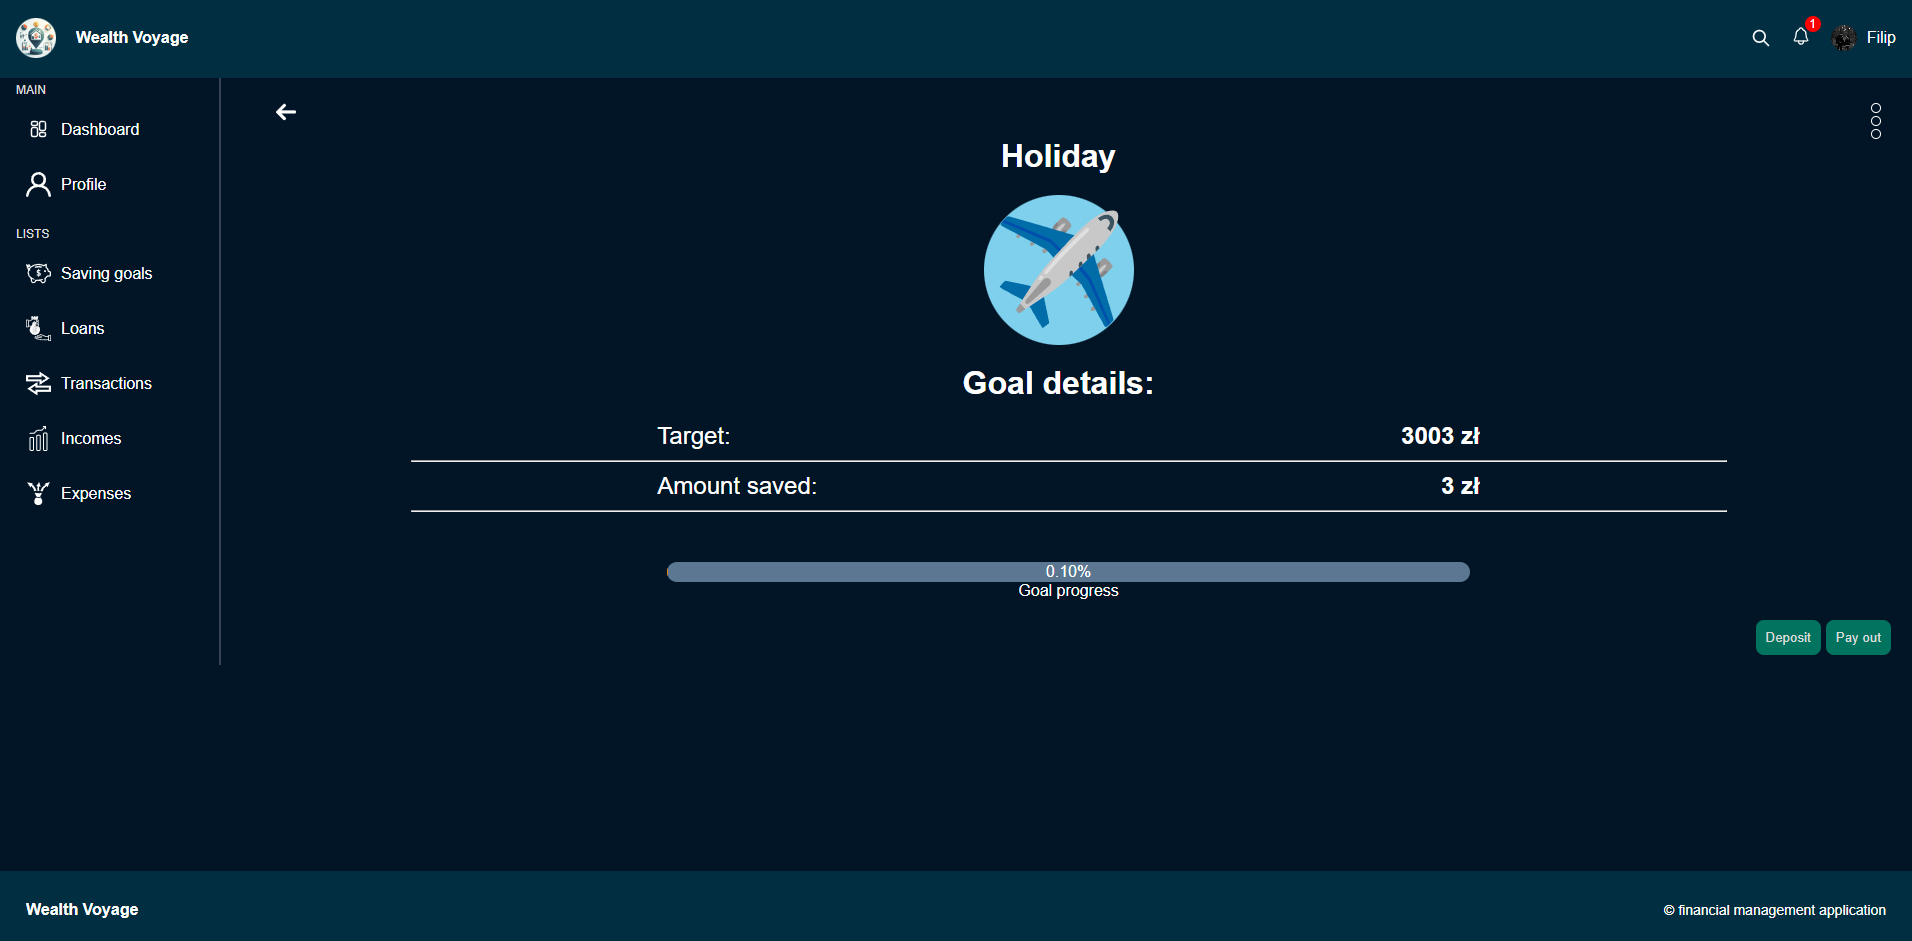 Wealth Voyage
1
Filip
MAIN
Dashboard
Profile
LISTS
Saving goals
Loans
Transactions
Incomes
Expenses
Holiday
Goal details:
Target: 3003 zł
Amount saved: 3 zł
0.10%
Goal progress
Deposit Pay out
Wealth Voyage
© financial management application